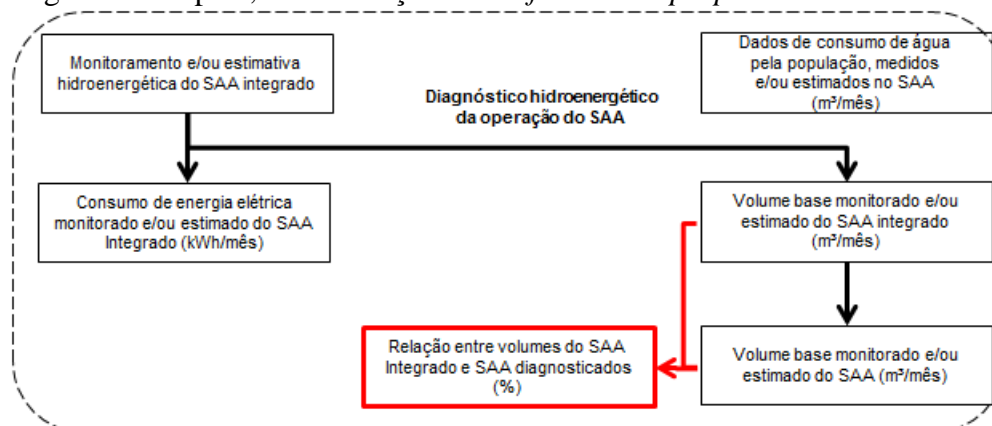 Monitoramento e/ou estimativa
hidroenergética do SAA integrado
Dados de consumo de água
pela população, medidos
e/ou estimados no SAA
(m³/mês)
Diagnóstico hidroenergético
da operação do SAA
Consumo de energia elétrica
monitorado e/ou estimado do SAA
Integrado (kWh/mês)
Volume base monitorado e/ou
estimado do SAA integrado
(m³/mês)
Relação entre volumes do SAA
Integrado e SAA diagnosticados
(%)
Volume base monitorado e/ou
estimado do SAA (m³/mês)